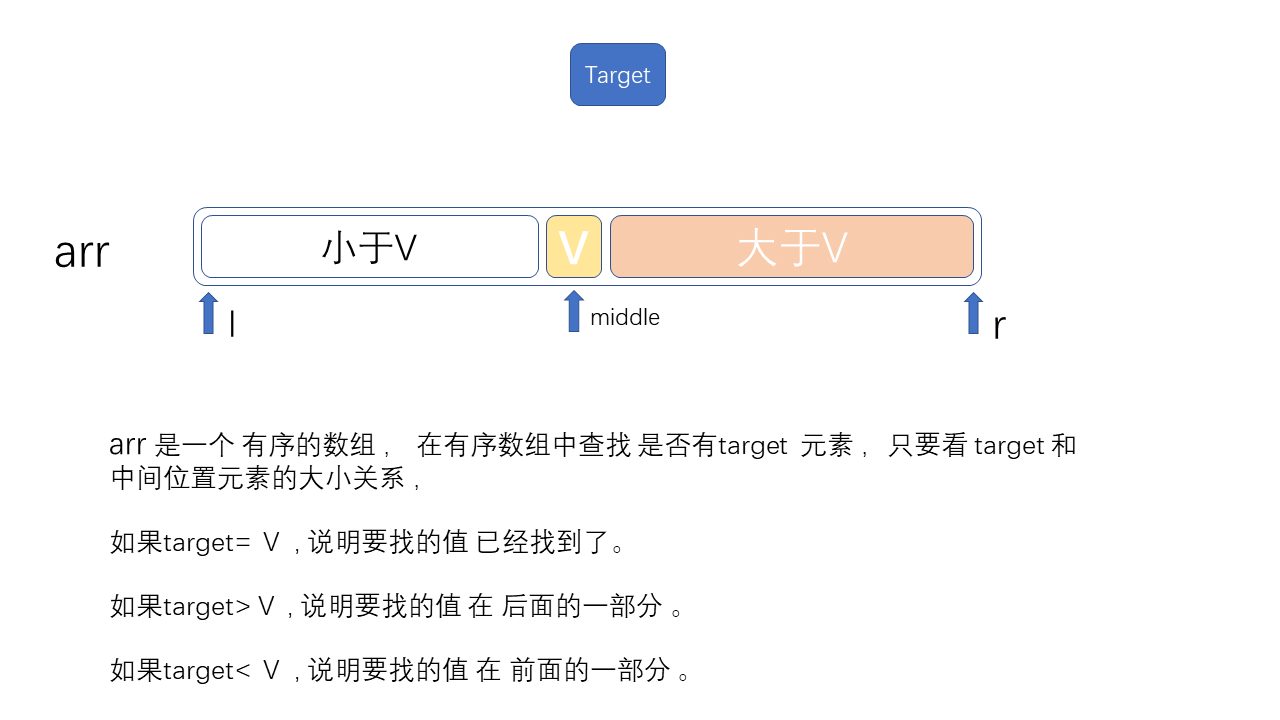 Target
arr
小于V
V
大于V
l
middle
r
arr 是一个 有序的数组， 在有序数组中查找 是否有target 元素， 只要看 target 和
中间位置元素的大小关系，
如果target= V ，说明要找的值 已经找到了。
如果target> V ，说明要找的值 在 后面的一部分 。
如果target< V ，说明要找的值 在 前面的一部分 。